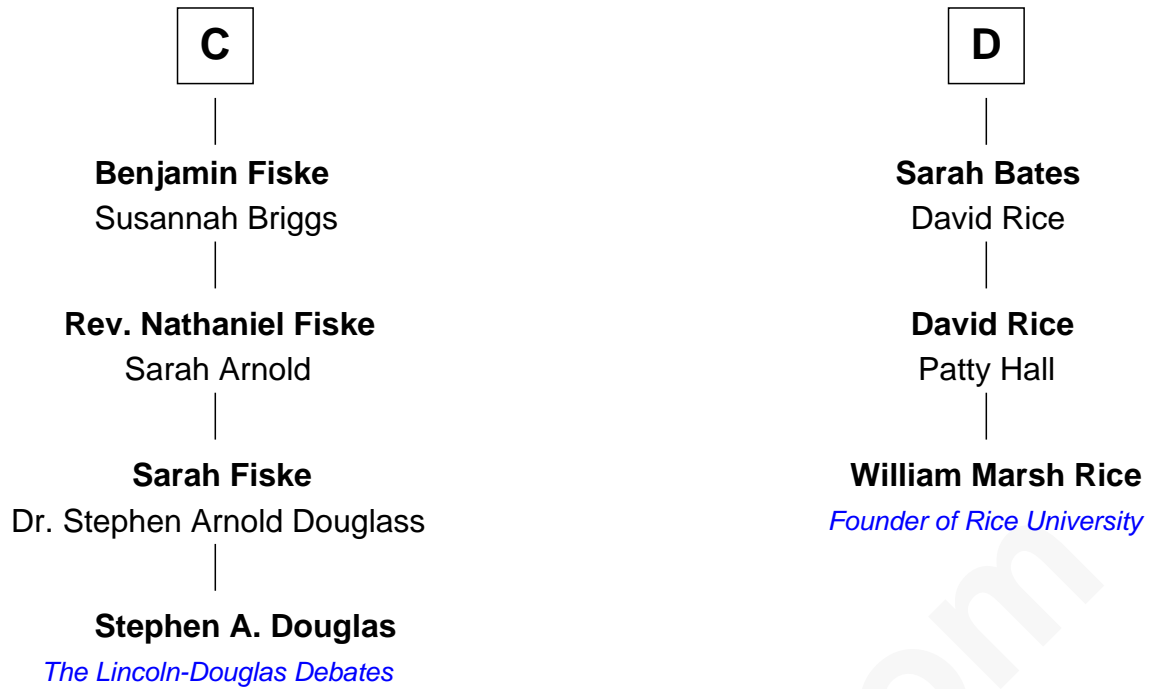 C
Benjamin Fiske
Susannah Briggs
Rev. Nathaniel Fiske
Sarah Arnold
Sarah Fiske
Dr. Stephen Arnold Douglass
Stephen A. Douglas
The Lincoln-Douglas Debates
D
Sarah Bates
David Rice
David Rice
Patty Hall
William Marsh Rice
Founder of Rice University
om